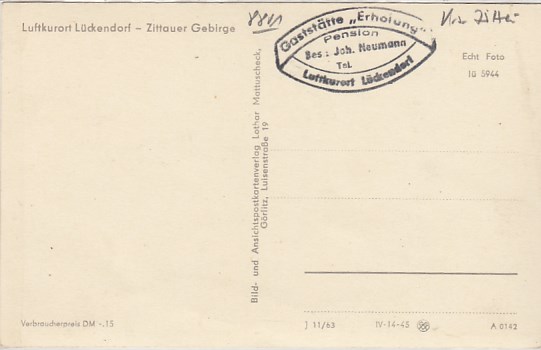 Luftkurort Lückendorf – Zittauer Gebirge
8801
Gaststätte „Erholung“
Pension
Bes.: Joh. Neumann
Tel.
Luftkurort Lückendorf
Echt Foto
10 5944
Bild- und Ansichtspostkartenverlag Lothar Mattuscheck,
Görlitz, Luisenstraße 19
Verbraucherpreis DM -.15
J 11/63
IV-14-45
A 0142